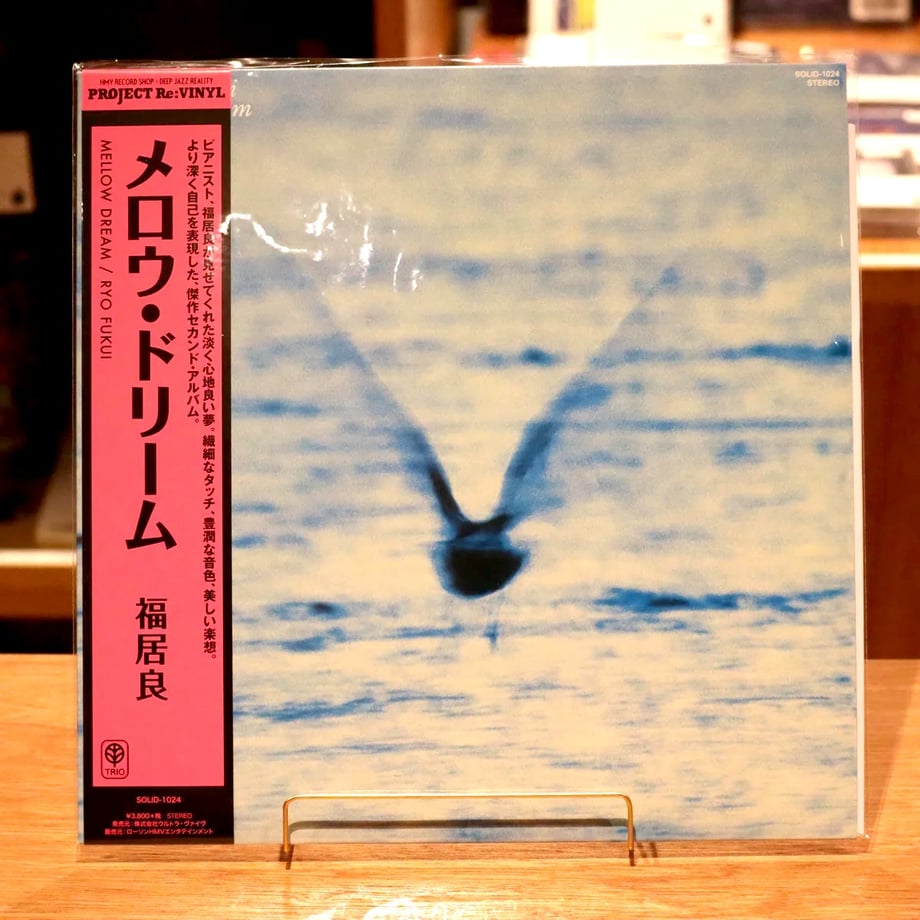 HMV RECORD SHOP - DEEP JAZZ REALITY
PROJECT Re:VINYL
メロウ・ドリーム
福居良
MELLOW DREAM / RYO FUKUI
ピアニスト、福居良が見せてくれた淡く心地良い夢。繊細なタッチ、豊潤な音色、美しい楽想。
より深く自己を表現した、傑作セカンド・アルバム。
TRIO
SOLID-1024
¥3,800+税 STEREO
発売元: 株式会社ウルトラ・ヴァイヴ
販売元: ローソンHMVエンタテイメント
i
m
SOLID-1024
STEREO